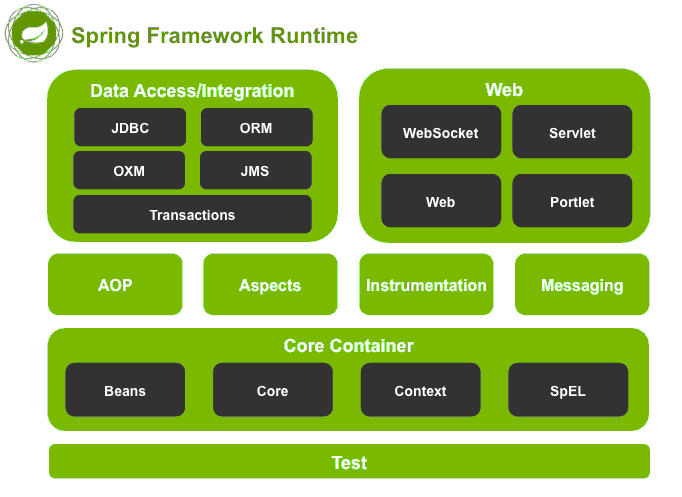 Spring Framework Runtime
Data Access/Integration
JDBC
ORM
OXM
JMS
Transactions
Web
WebSocket
Servlet
Web
Portlet
AOP
Aspects
Instrumentation
Messaging
Core Container
Beans
Core
Context
SpEL
Test